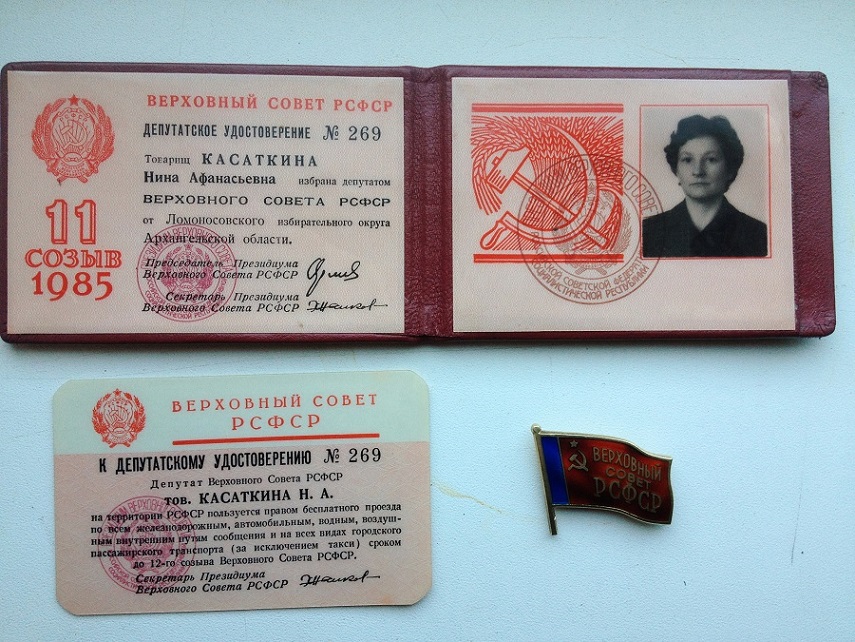 ВЕРХОВНЫЙ СОВЕТ РСФСР
ДЕПУТАТСКОЕ УДОСТОВЕРЕНИЕ № 269
Товарищ КАСАТКИНА
Нина Афанасьевна избрана депутатом
ВЕРХОВНОГО СОВЕТА РСФСР
от Ломоносовского избирательного округа
Архангельской области.
Председатель Президиума
Верховного Совета РСФСР
Секретарь Президиума
Верховного Совета РСФСР
11
СОЗЫВ
1985
ВЕРХОВНЫЙ СОВЕТ
РСФСР
К ДЕПУТАТСКОМУ УДОСТОВЕРЕНИЮ № 269
Депутат Верховного Совета РСФСР
тов. КАСАТКИНА Н. А.
на территории РСФСР пользуется правом бесплатного проезда
по всем железнодорожным, автомобильным, водным, воздуш-
ным внутренним путям сообщения и на всех видах городского
пассажирского транспорта (за исключением такси) сроком
до 12-го созыва Верховного Совета РСФСР.
Секретарь Президиума
Верховного Совета РСФСР
ВЕРХОВНЫЙ
СОВЕТ
РСФСР